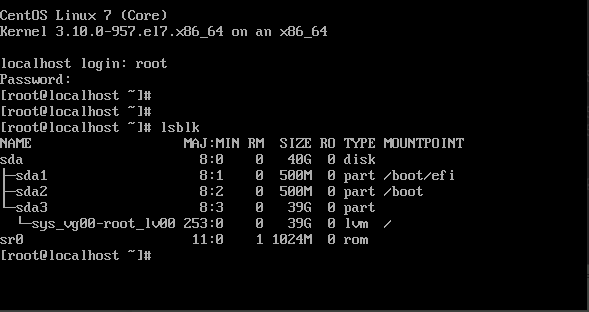 CentOS Linux 7 (Core)
Kernel 3.10.0-957.el7.x86_64 on an x86_64
localhost login: root
Password:
[root@localhost ~]#
[root@localhost ~]#
[root@localhost ~]# lsblk
NAME                   MAJ:MIN RM  SIZE RO TYPE MOUNTPOINT
sda                      8:0    0   40G  0 disk
├─sda1                   8:1    0  500M  0 part /boot/efi
├─sda2                   8:2    0  500M  0 part /boot
└─sda3                   8:3    0   39G  0 part
  └─sys_vg00-root_lv00 253:0    0   39G  0 lvm  /
sr0                     11:0    1 1024M  0 rom
[root@localhost ~]#